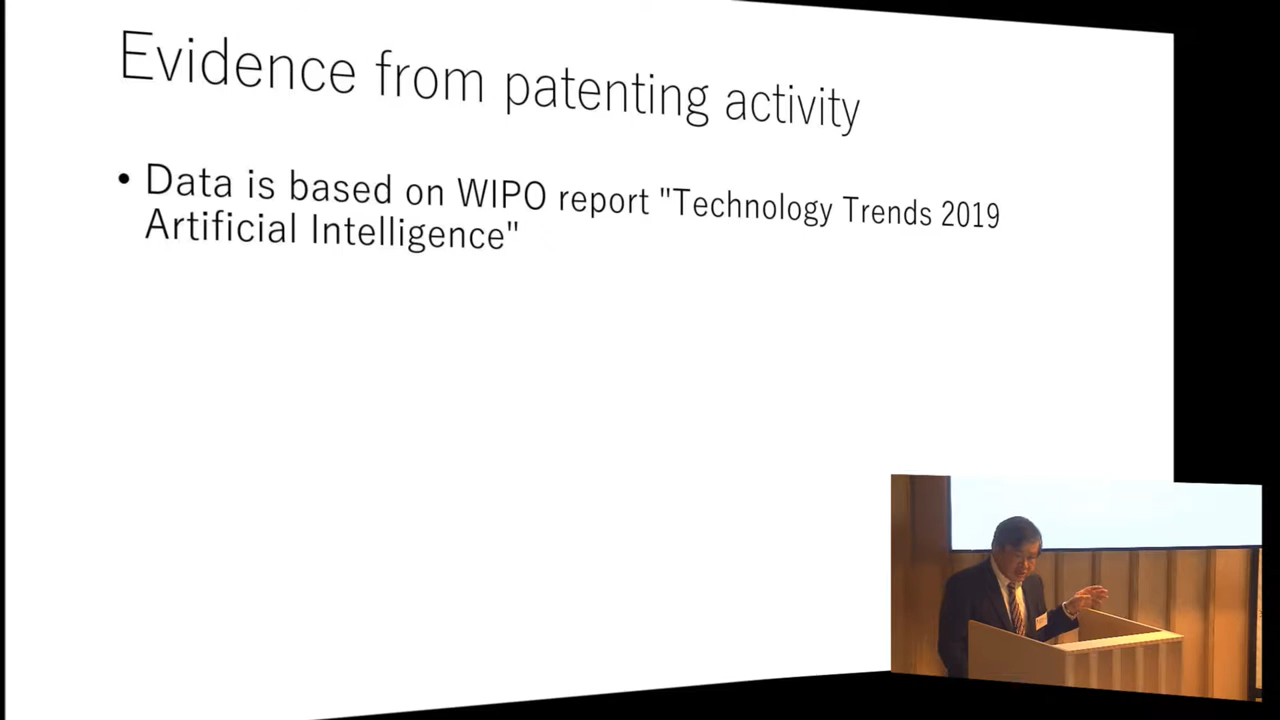 Evidence from patenting activity
• Data is based on WIPO report "Technology Trends 2019
Artificial Intelligence"